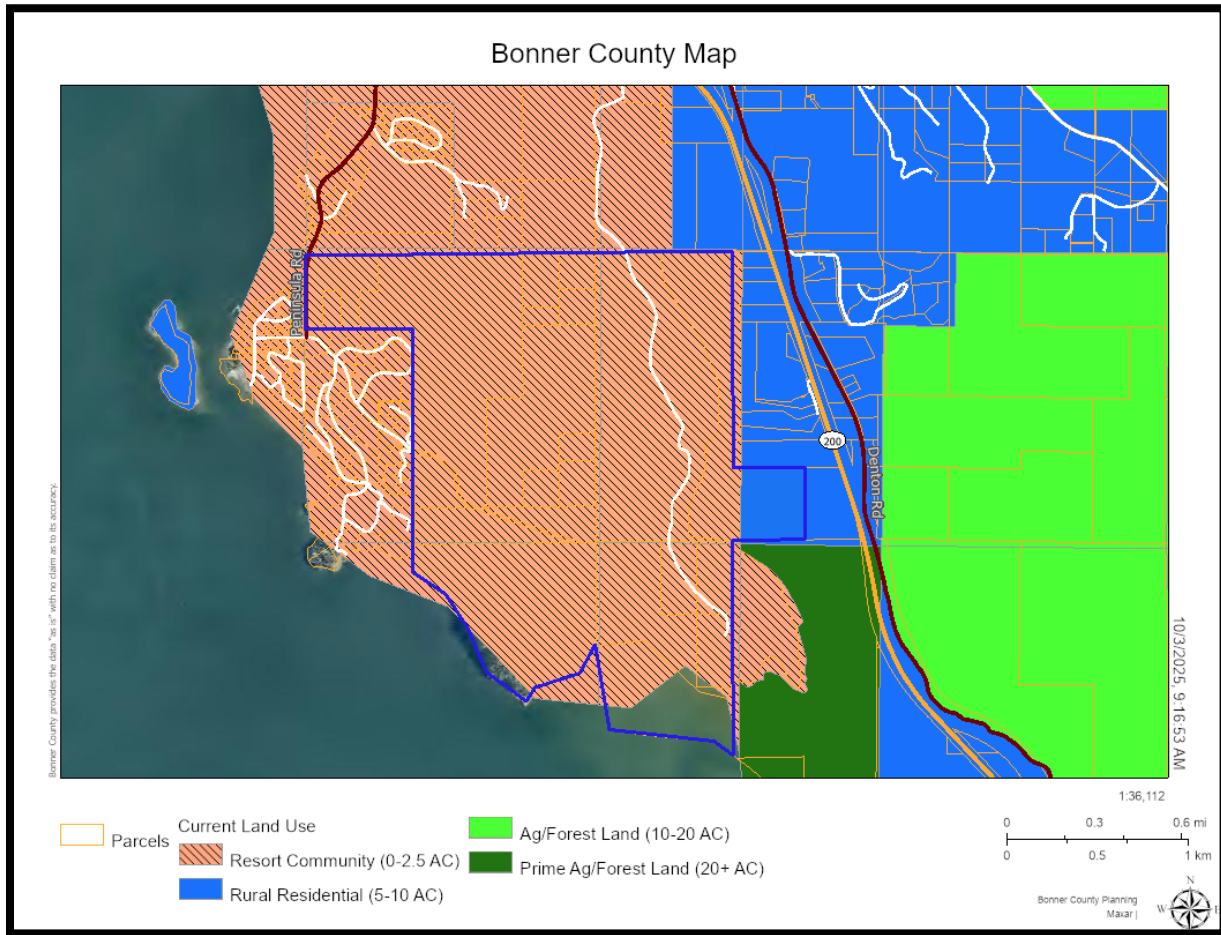 Bonner County Map
Peninsula Rd
200
Denton Rd
Bonner County provides the data "as is" with no claim as to its accuracy.
10/3/2025, 9:16:53 AM
1:36,112
Parcels
Current Land Use
Resort Community (0-2.5 AC)
Rural Residential (5-10 AC)
Ag/Forest Land (10-20 AC)
Prime Ag/Forest Land (20+ AC)
0 0.3 0.6 mi
0 0.5 1 km
Bonner County Planning
Maxar |
N
W E
S